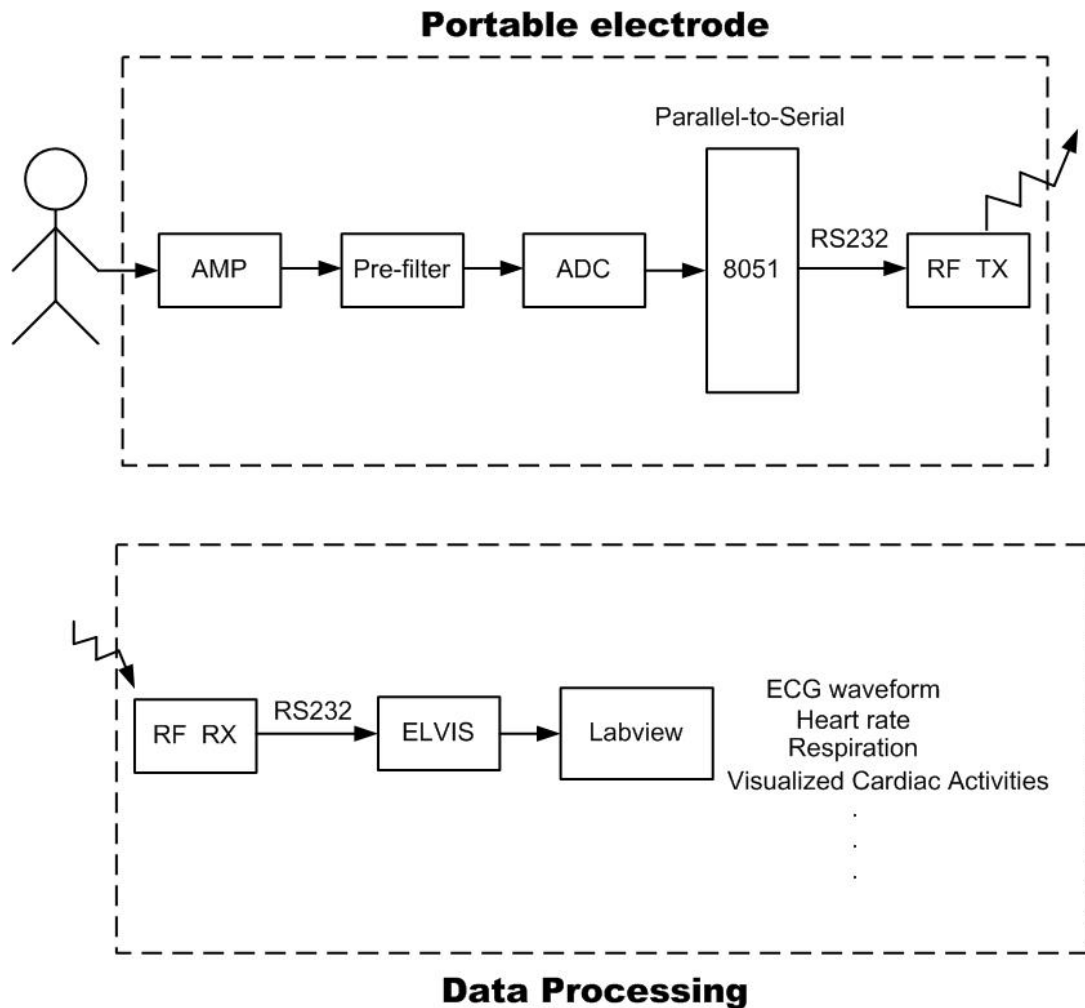 Portable electrode
Parallel-to-Serial
AMP
Pre-filter
ADC
8051
RS232
RF TX
RF RX
RS232
ELVIS
Labview
ECG waveform
Heart rate
Respiration
Visualized Cardiac Activities
.
.
.
Data Processing